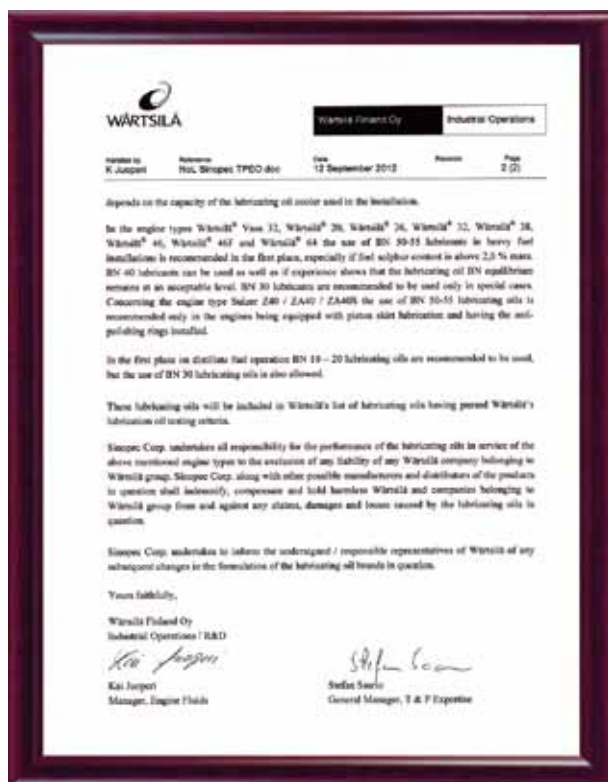 WÄRTSILÄ
Wärtsilä Finland Oy
Industrial Operations
Handled by
Reference
Date
Revision
Page
K Juoperi
NoL Sinopec TPEO.doc
12 September 2012
2 (2)
depends on the capacity of the lubricating oil cooler used in the installation.
In the engine types Wärtsilä® Vasa 32, Wärtsilä® 20, Wärtsilä® 26, Wärtsilä® 32, Wärtsilä® 38,
Wärtsilä® 46, Wärtsilä® 46F and Wärtsilä® 64 the use of BN 50-55 lubricants in heavy fuel
installations is recommended in the first place, especially if fuel sulphur content is above 2,0 % mass.
BN 40 lubricants can be used as well as if experience shows that the lubricating oil BN equilibrium
remains at an acceptable level. BN 30 lubricants are recommended to be used only in special cases.
Concerning the engine type Sulzer Z40 / ZA40 / ZA40S the use of BN 50-55 lubricating oils is
recommended only in the engines being equipped with piston skirt lubrication and having the anti-
polishing rings installed.
In the first place on distillate fuel operation BN 10 – 20 lubricating oils are recommended to be used,
but the use of BN 30 lubricating oils is also allowed.
These lubricating oils will be included in Wärtsilä's list of lubricating oils having passed Wärtsilä's
lubrication oil testing criteria.
Sinopec Corp. undertakes all responsibility for the performance of the lubricating oils in service of the
above mentioned engine types to the exclusion of any liability of any Wärtsilä company belonging to
Wärtsilä group. Sinopec Corp. along with other possible manufacturers and distributors of the products
in question shall indemnify, compensate and hold harmless Wärtsilä and companies belonging to
Wärtsilä group from and against any claims, damages and losses caused by the lubricating oils in
question.
Sinopec Corp. undertakes to inform the undersigned / responsible representatives of Wärtsilä of any
subsequent changes in the formulation of the lubricating oil brands in question.
Yours faithfully,
Wärtsilä Finland Oy
Industrial Operations / R&D
Kai Juoperi
Manager, Engine Fluids
Stefan Saario
General Manager, T & F Expertise